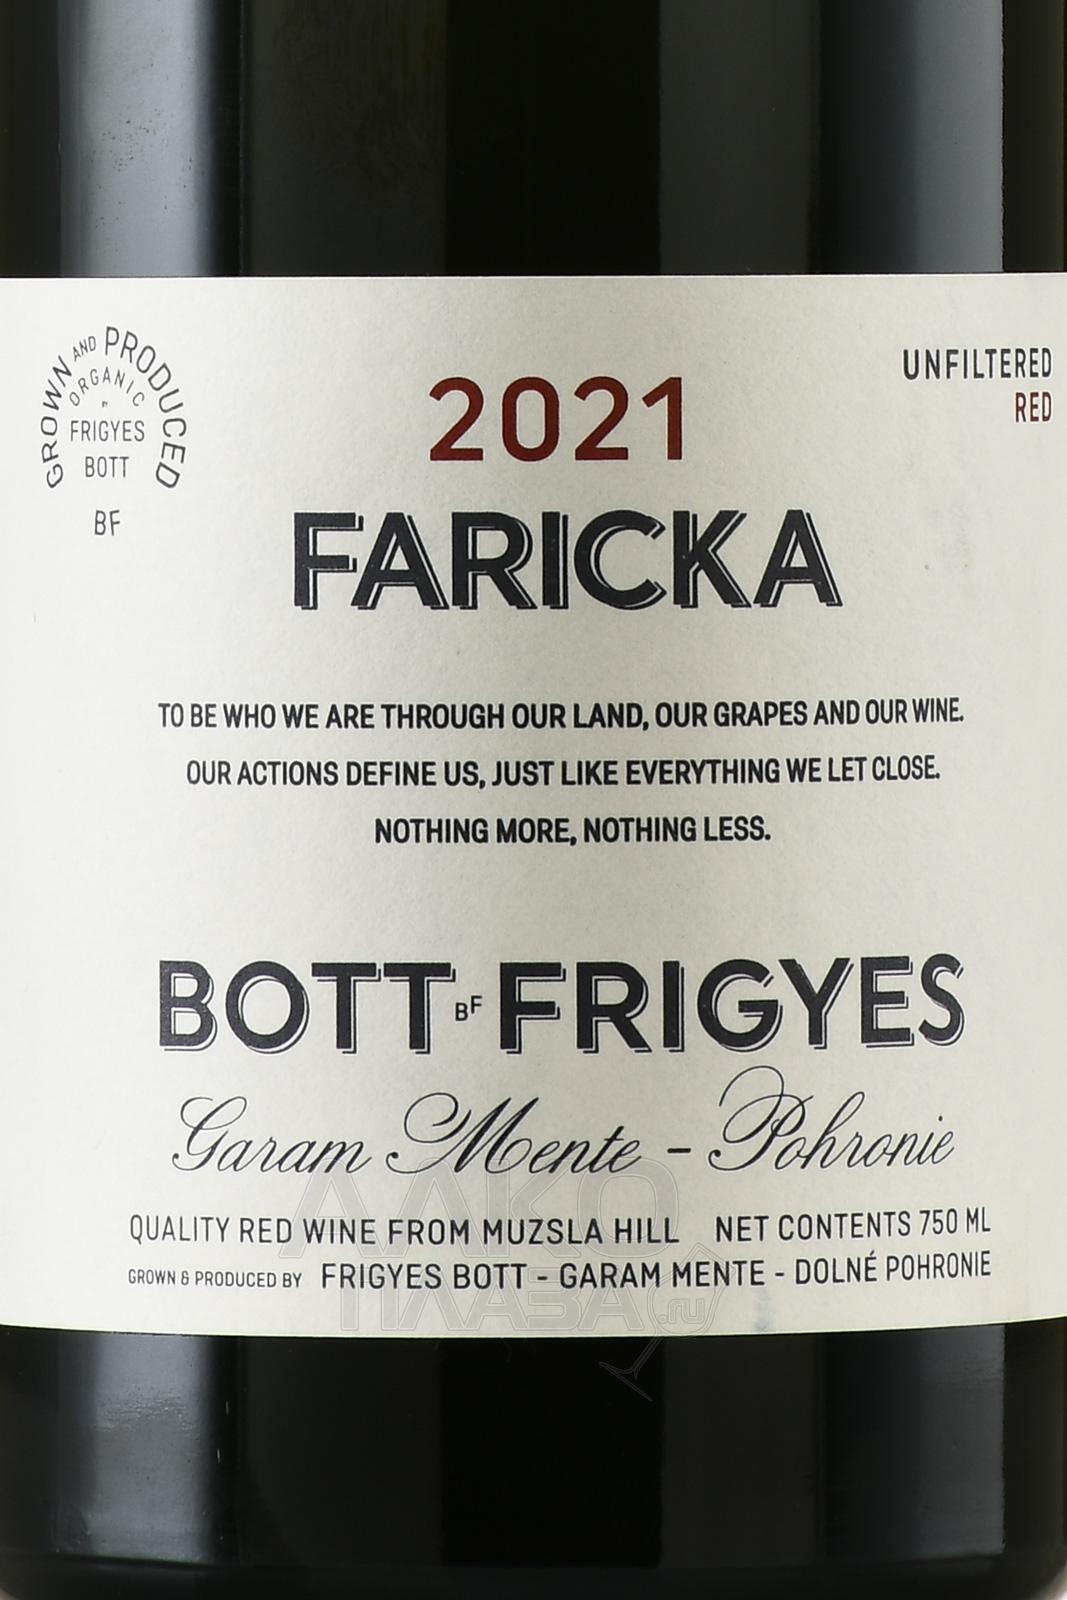 GROWN AND PRODUCED
ORGANIC
BY
FRIGYES
BOTT
BF
UNFILTERED
RED
2021
FARICKA
TO BE WHO WE ARE THROUGH OUR LAND, OUR GRAPES AND OUR WINE.
OUR ACTIONS DEFINE US, JUST LIKE EVERYTHING WE LET CLOSE.
NOTHING MORE, NOTHING LESS.
BOTT BF FRIGYES
Garam Mente - Pohronie
QUALITY RED WINE FROM MUZSLA HILL NET CONTENTS 750 ML
GROWN & PRODUCED BY FRIGYES BOTT - GARAM MENTE - DOLNÉ POHRONIE
АЛКО
ПЛАЗА.ru